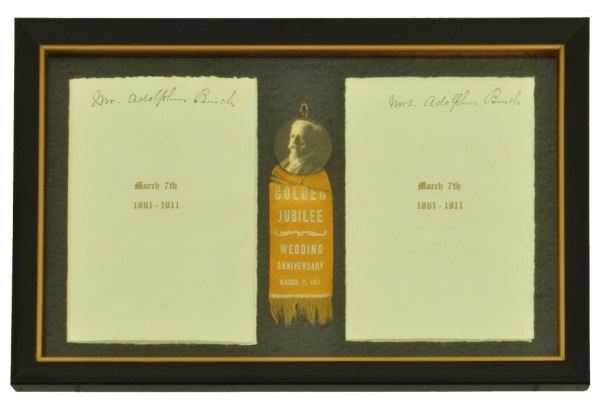 Mr. Adolphus Busch
March 7th
1861 - 1911
GOLDEN
JUBILEE
WEDDING
ANNIVERSARY
MARCH 7, 1911
Mrs. Adolphus Busch
March 7th
1861 - 1911